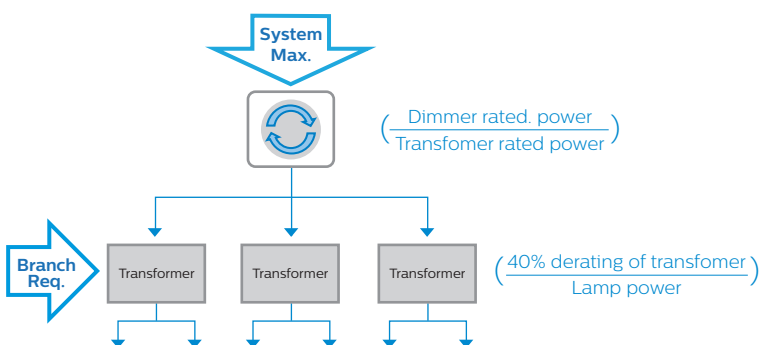 System
Max.
(Dimmer rated. power
Transfomer rated power)
Branch
Req.
Transformer
Transformer
Transformer
(40% derating of transfomer
Lamp power)